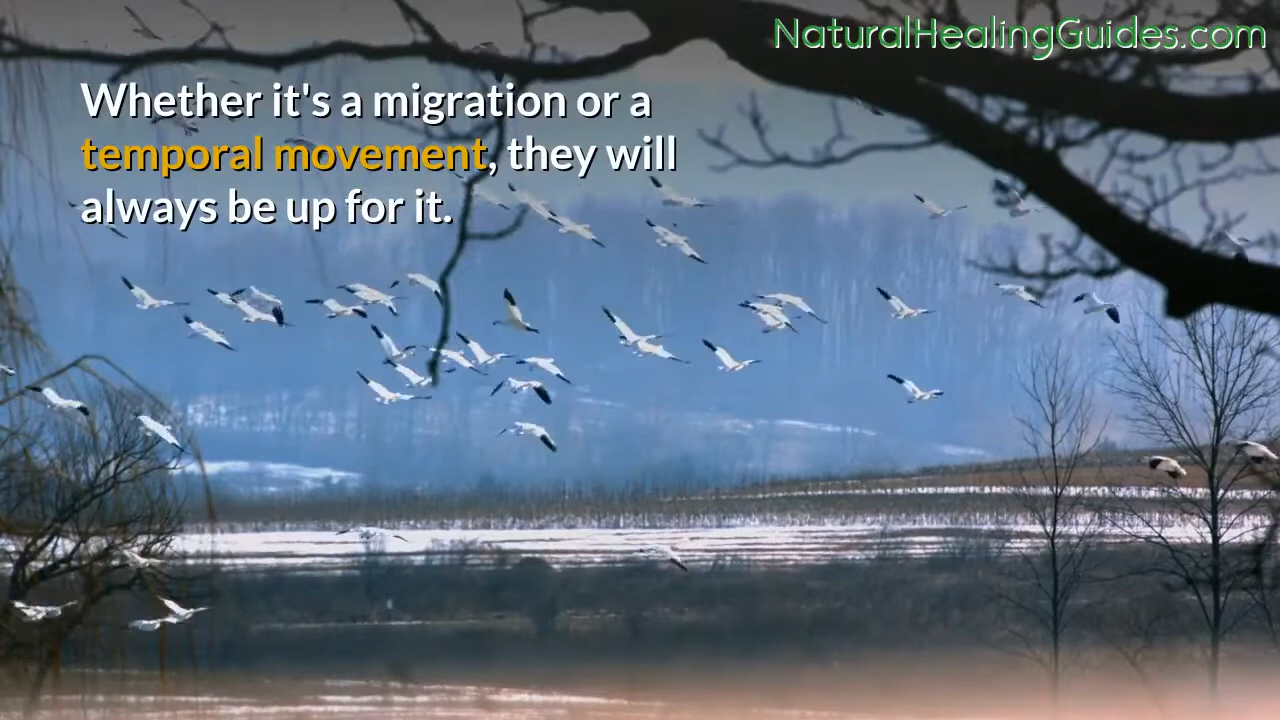 NaturalHealingGuides.com
Whether it's a migration or a
temporal movement, they will
always be up for it.